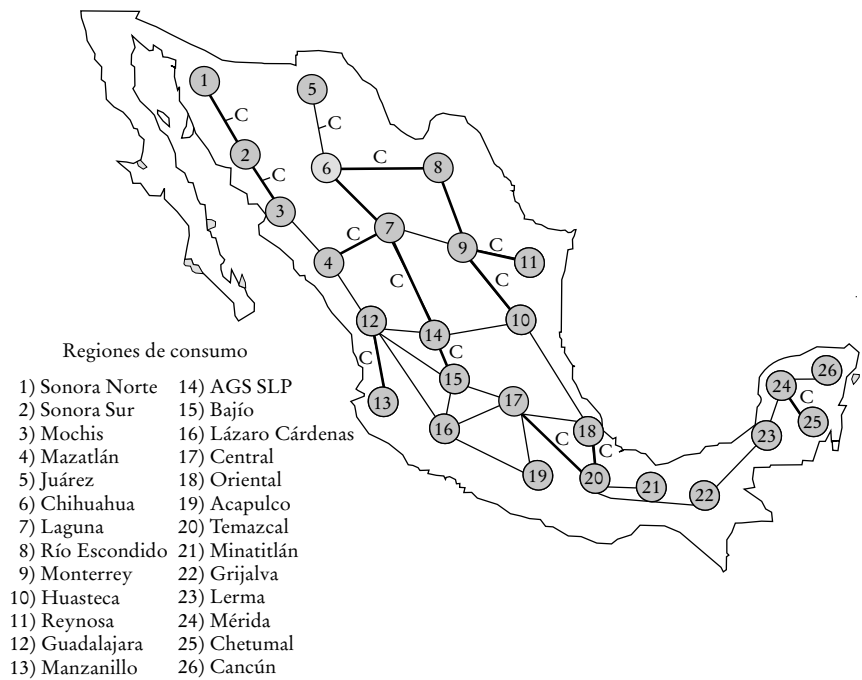 1
5
C
C
2
C
6
C
8
3
C
7
C
9
11
4
C
C
12
14
10
C
C
15
13
17
16
C
18
C
19
20
21
22
23
24
C
25
26
Regiones de consumo
1) Sonora Norte
2) Sonora Sur
3) Mochis
4) Mazatlán
5) Juárez
6) Chihuahua
7) Laguna
8) Río Escondido
9) Monterrey
10) Huasteca
11) Reynosa
12) Guadalajara
13) Manzanillo
14) AGS SLP
15) Bajío
16) Lázaro Cárdenas
17) Central
18) Oriental
19) Acapulco
20) Temazcal
21) Minatitlán
22) Grijalva
23) Lerma
24) Mérida
25) Chetumal
26) Cancún